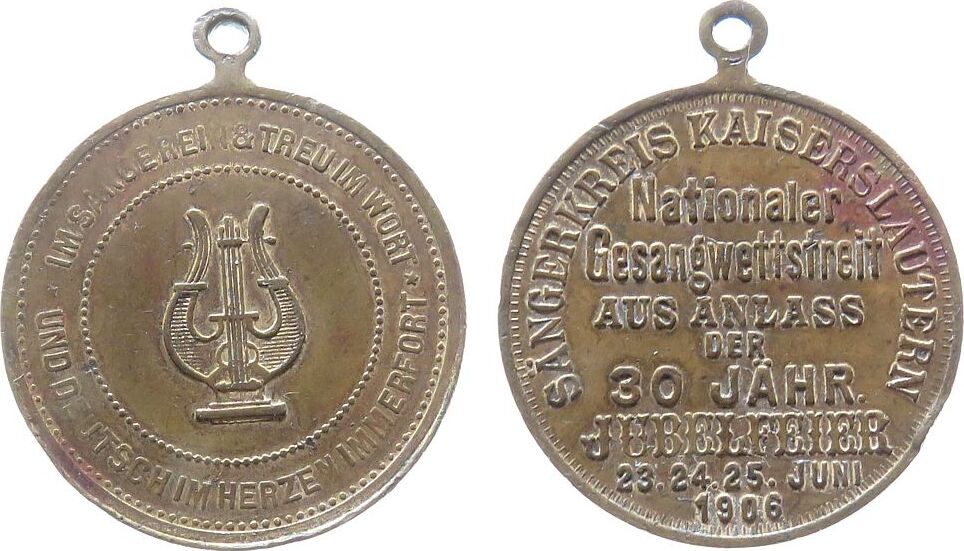 IM SANGE REIN & TREU IM WORT *
UND DEUTSCH IM HERZEN IMMERFORT *
SÄNGERKREIS KAISERSLAUTERN
Nationaler
Gesangwettstreit
AUS ANLASS
DER
30 JÄHR.
JUBELFEIER
23. 24. 25. JUNI
1906